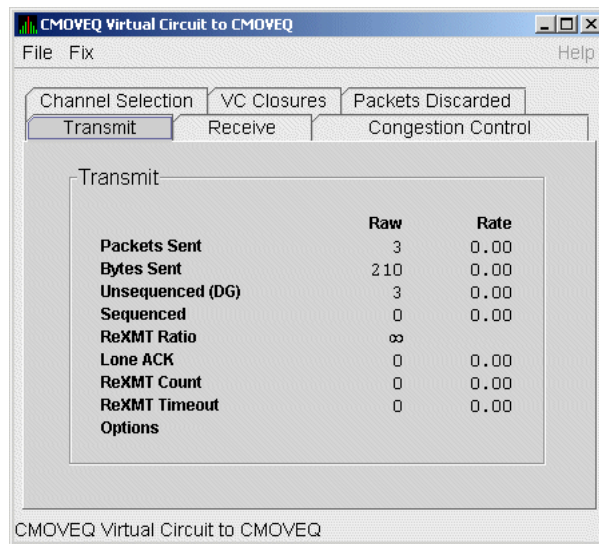 CMOVEQ Virtual Circuit to CMOVEQ
File Fix Help
Channel Selection VC Closures Packets Discarded
Transmit Receive Congestion Control
Transmit
Raw Rate
Packets Sent 3 0.00
Bytes Sent 210 0.00
Unsequenced (DG) 3 0.00
Sequenced 0 0.00
ReXMT Ratio ∞
Lone ACK 0 0.00
ReXMT Count 0 0.00
ReXMT Timeout 0 0.00
Options
CMOVEQ Virtual Circuit to CMOVEQ